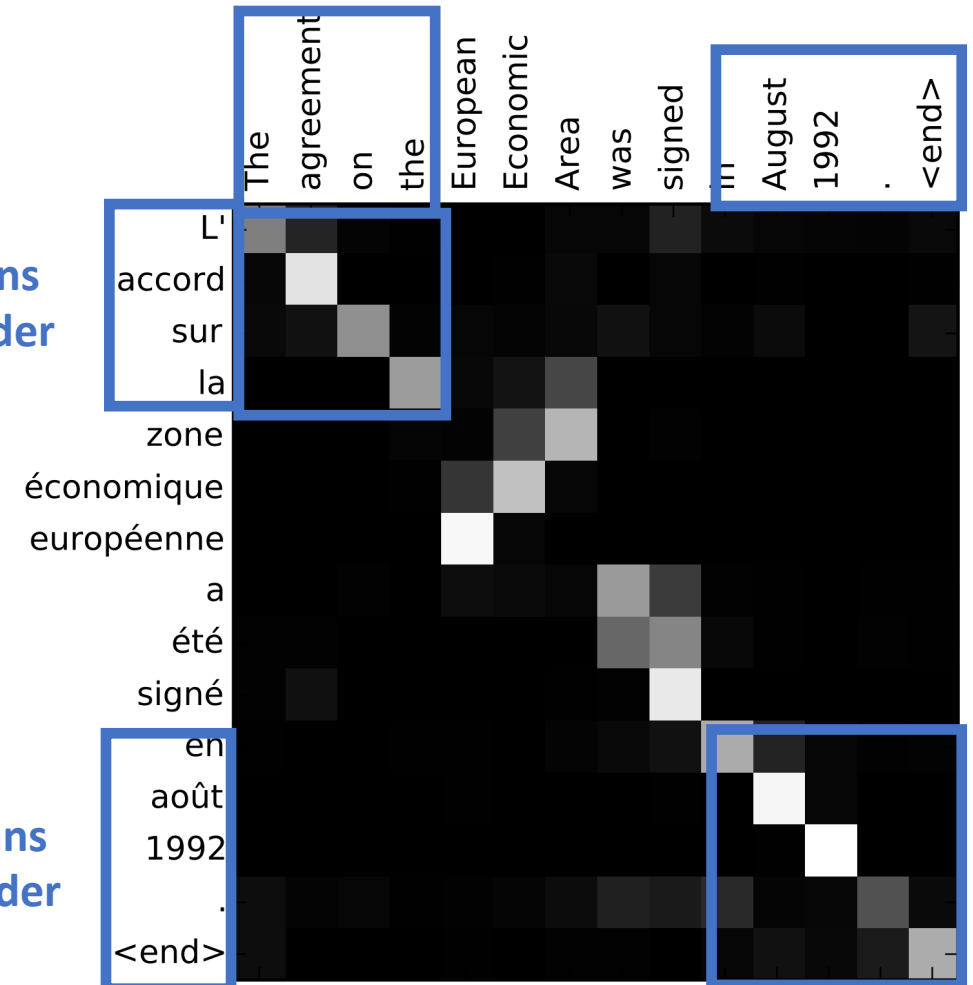 The
agreement
on
the
European
Economic
Area
was
signed
in
August
1992
.
<end>
L'
accord
sur
la
zone
économique
européenne
a
été
signé
en
août
1992
.
<end>
ns
der
ns
der